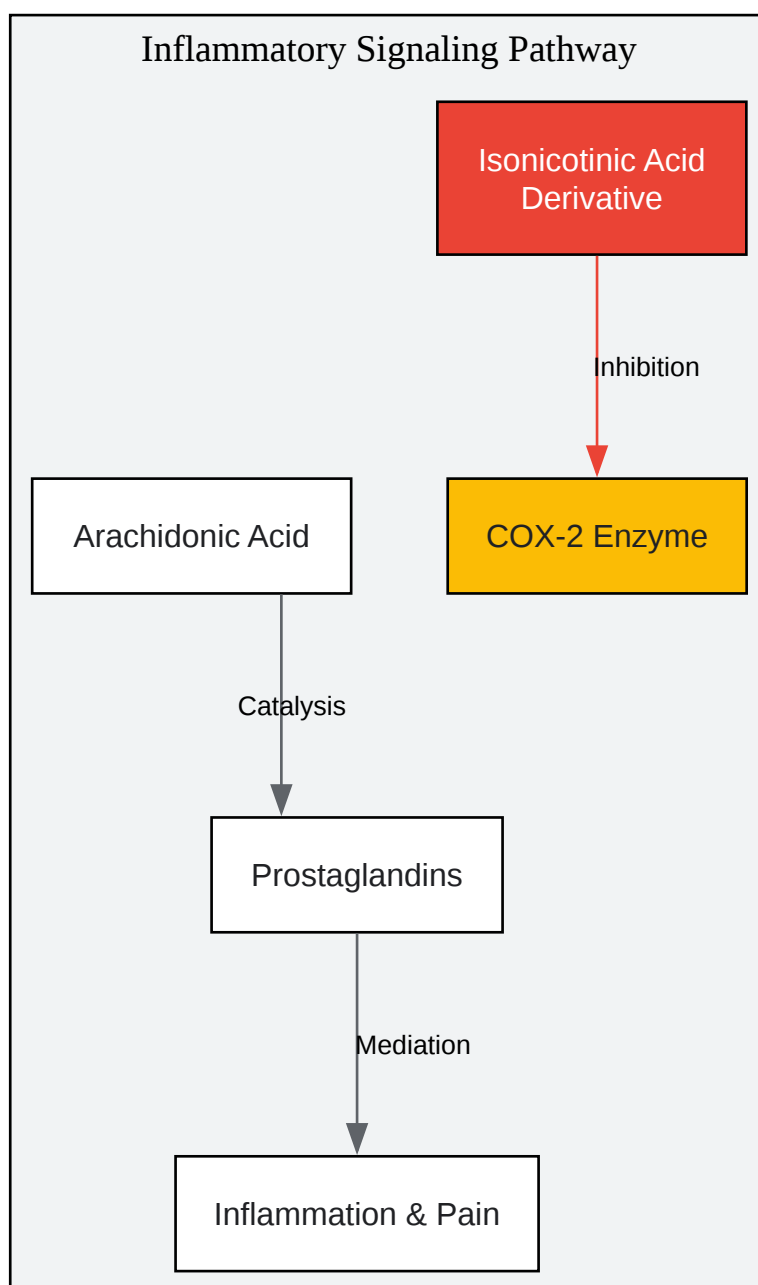 Inflammatory Signaling Pathway
Isonicotinic Acid
Derivative
Inhibition
Arachidonic Acid
COX-2 Enzyme
Catalysis
Prostaglandins
Mediation
Inflammation & Pain